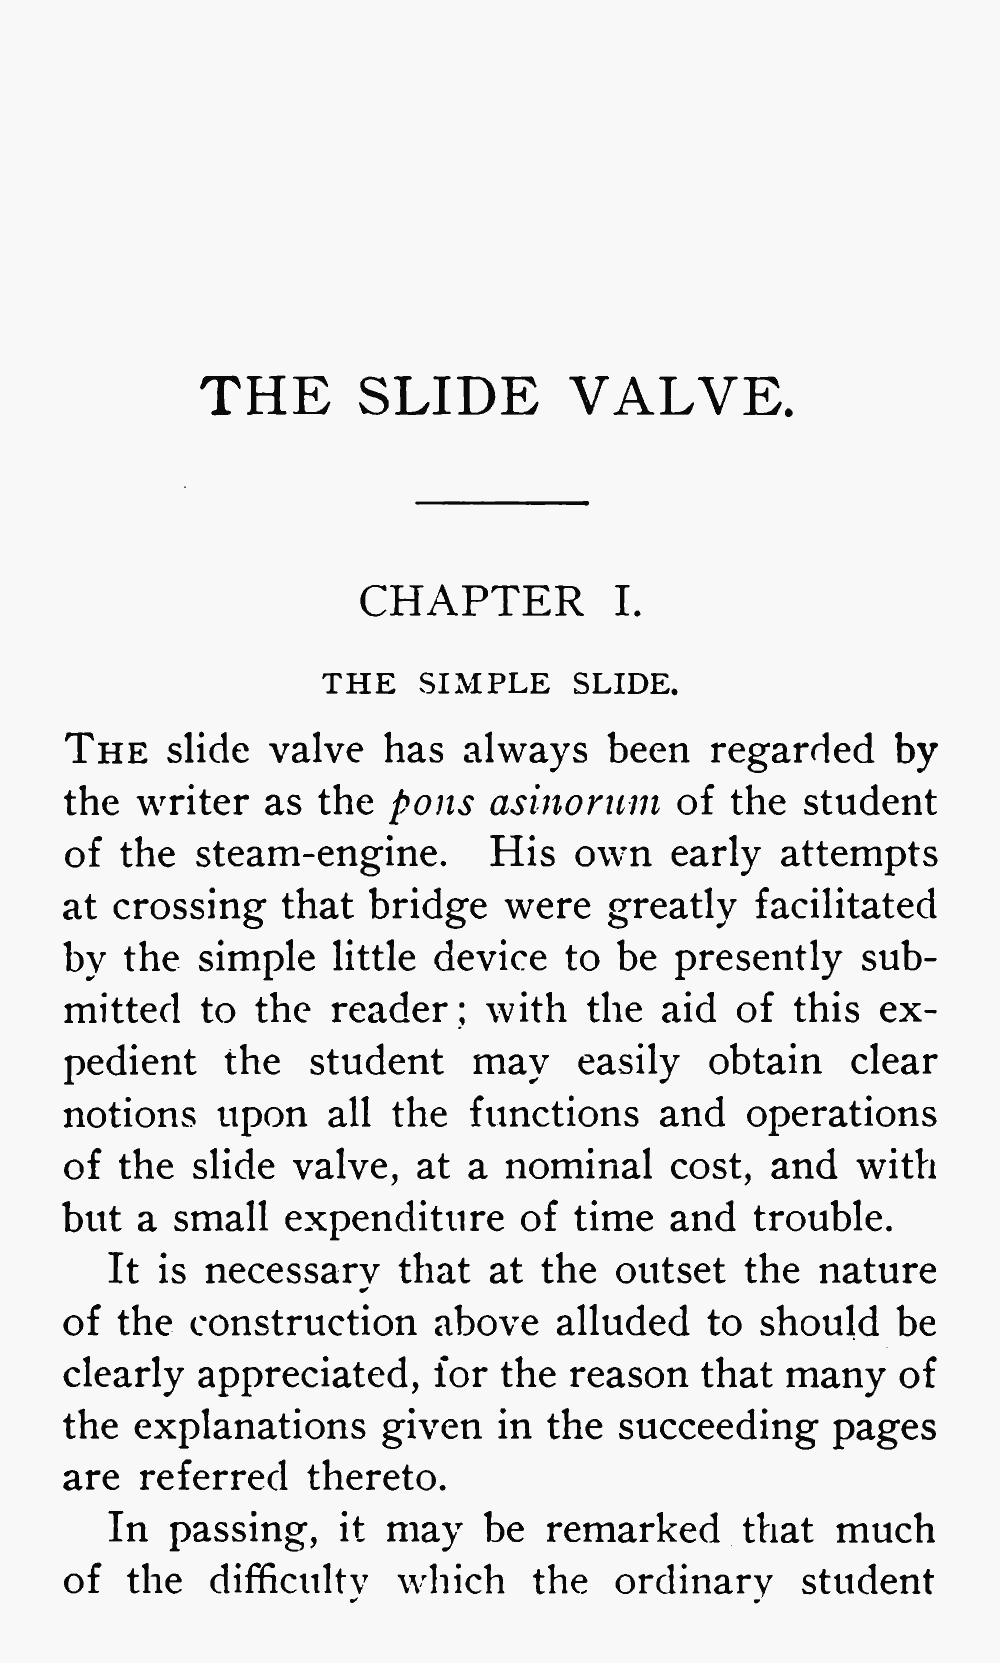 THE SLIDE VALVE.
CHAPTER I.
THE SIMPLE SLIDE.
THE slide valve has always been regarded by
the writer as the pons asinorum of the student
of the steam-engine. His own early attempts
at crossing that bridge were greatly facilitated
by the simple little device to be presently sub-
mitted to the reader; with the aid of this ex-
pedient the student may easily obtain clear
notions upon all the functions and operations
of the slide valve, at a nominal cost, and with
but a small expenditure of time and trouble.
It is necessary that at the outset the nature
of the construction above alluded to should be
clearly appreciated, for the reason that many of
the explanations given in the succeeding pages
are referred thereto.
In passing, it may be remarked that much
of the difficulty which the ordinary student